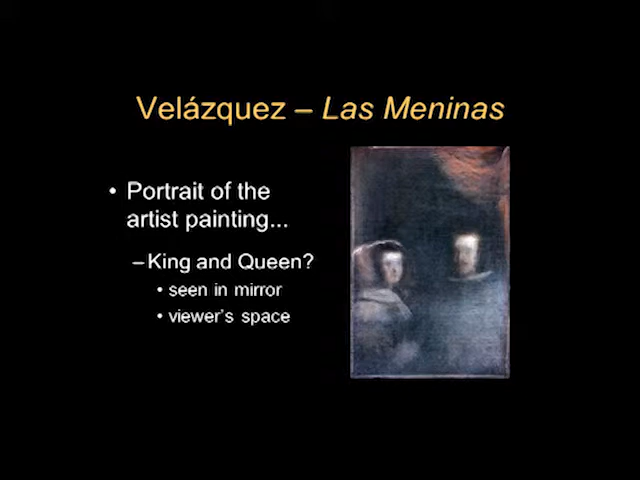 Velázquez – Las Meninas
• Portrait of the
artist painting...
–King and Queen?
• seen in mirror
• viewer's space